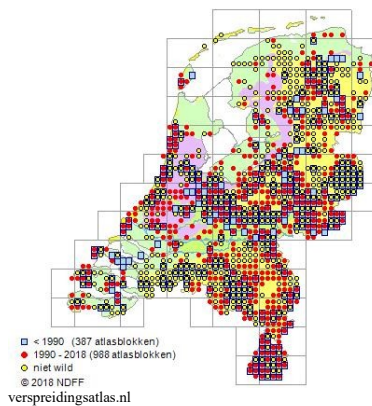 < 1990 (387 atlasblokken)
1990 - 2018 (988 atlasblokken)
niet wild
© 2018 NDFF
verspreidingsatlas.nl